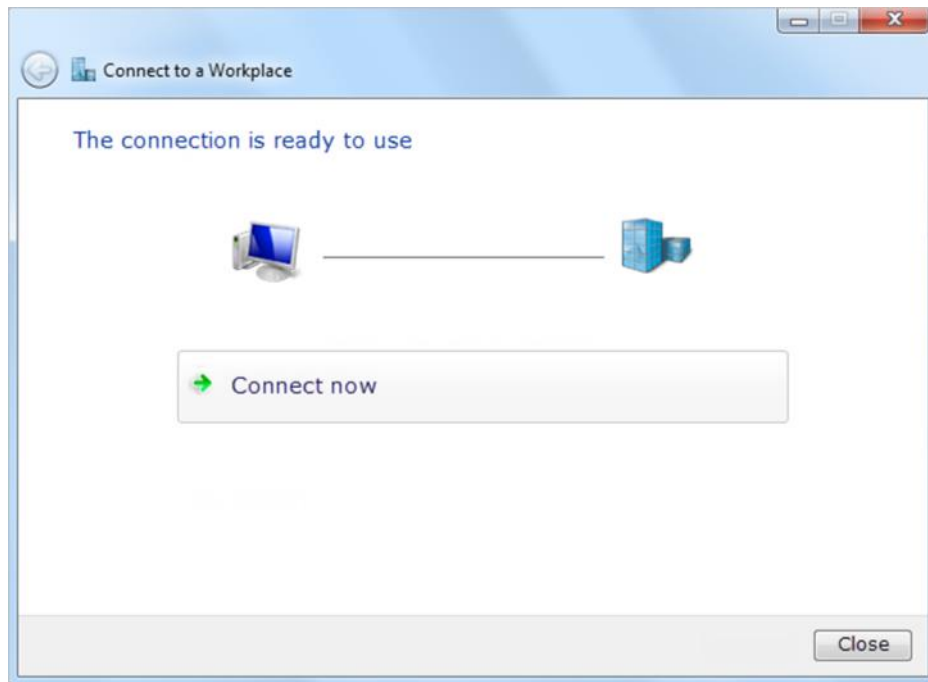 Connect to a Workplace
The connection is ready to use
Connect now
Close